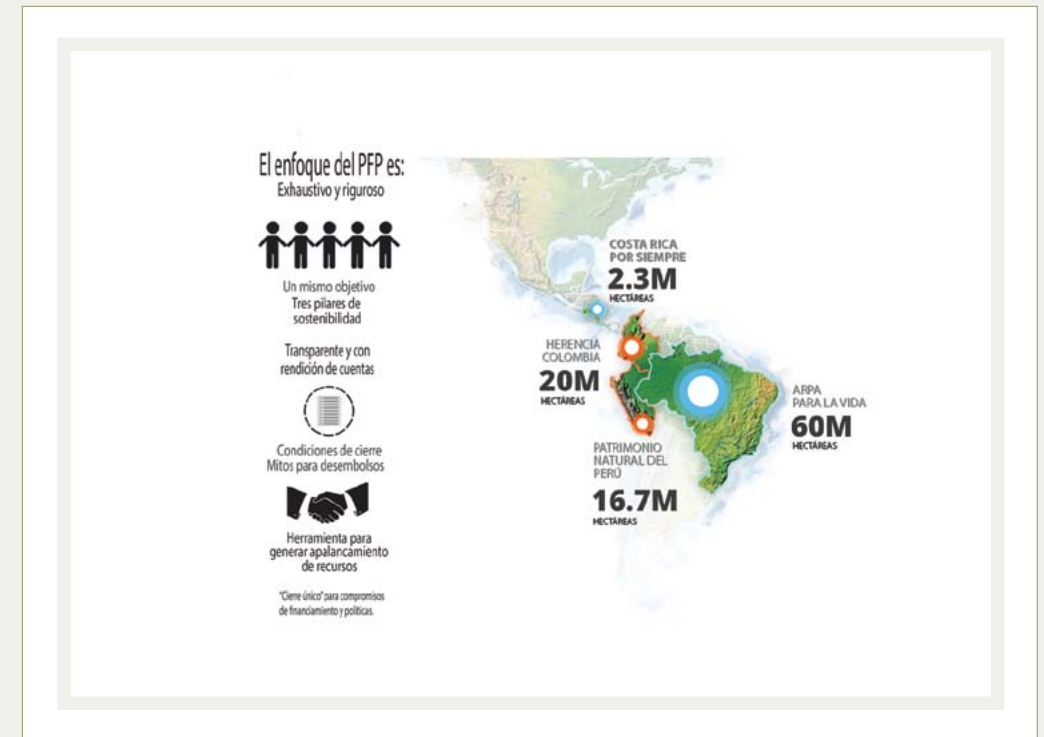 El enfoque del PFP es:
Exhaustivo y riguroso
Un mismo objetivo
Tres pilares de
sostenibilidad
Transparente y con
rendición de cuentas
Condiciones de cierre
Mitos para desembolsos
Herramienta para
generar apalancamiento
de recursos
"Cierre único" para compromisos
de financiamiento y políticas.
COSTA RICA
POR SIEMPRE
2.3M
HECTÁREAS
HERENCIA
COLOMBIA
20M
HECTÁREAS
ARPA
PARA LA VIDA
60M
HECTÁREAS
PATRIMONIO
NATURAL DEL
PERÚ
16.7M
HECTÁREAS